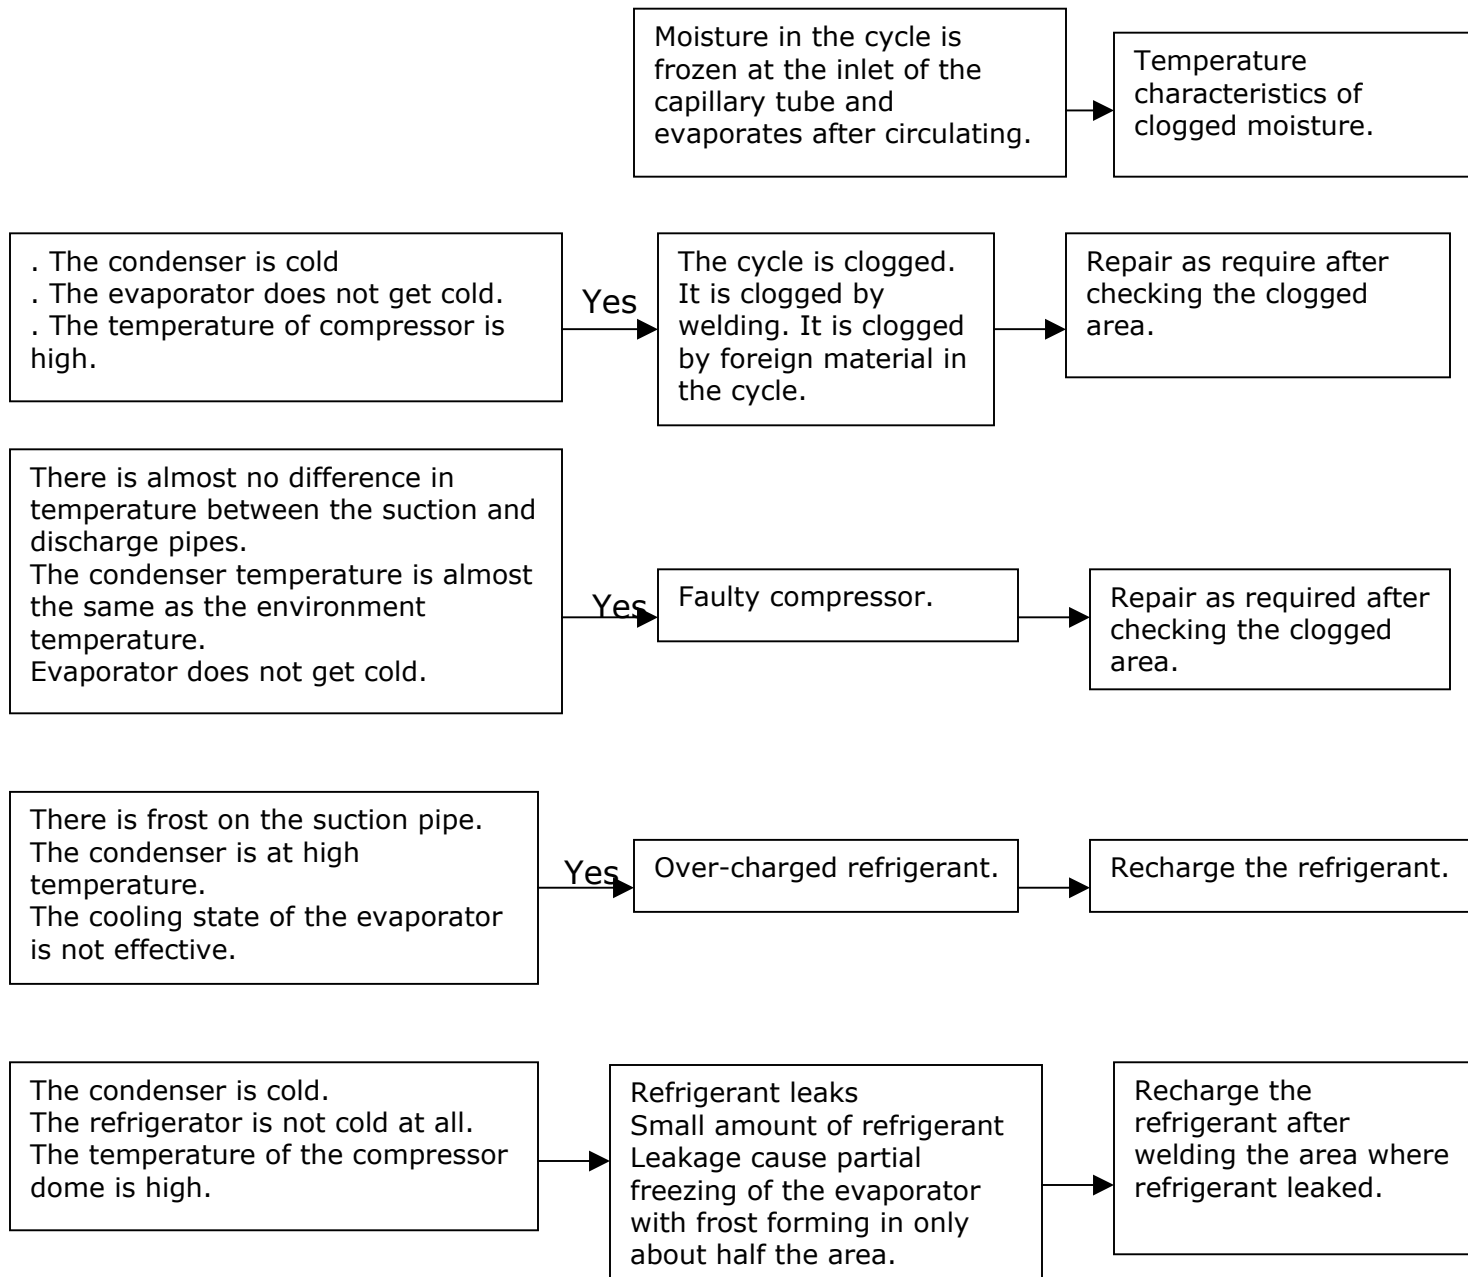 Moisture in the cycle is
frozen at the inlet of the
capillary tube and
evaporates after circulating.
Temperature
characteristics of
clogged moisture.
. The condenser is cold
. The evaporator does not get cold.
. The temperature of compressor is
high.
Yes
The cycle is clogged.
It is clogged by
welding. It is clogged
by foreign material in
the cycle.
Repair as require after
checking the clogged
area.
There is almost no difference in
temperature between the suction and
discharge pipes.
The condenser temperature is almost
the same as the environment
temperature.
Evaporator does not get cold.
Yes
Faulty compressor.
Repair as required after
checking the clogged
area.
There is frost on the suction pipe.
The condenser is at high
temperature.
The cooling state of the evaporator
is not effective.
Yes
Over-charged refrigerant.
Recharge the refrigerant.
The condenser is cold.
The refrigerator is not cold at all.
The temperature of the compressor
dome is high.
Refrigerant leaks
Small amount of refrigerant
Leakage cause partial
freezing of the evaporator
with frost forming in only
about half the area.
Recharge the
refrigerant after
welding the area where
refrigerant leaked.